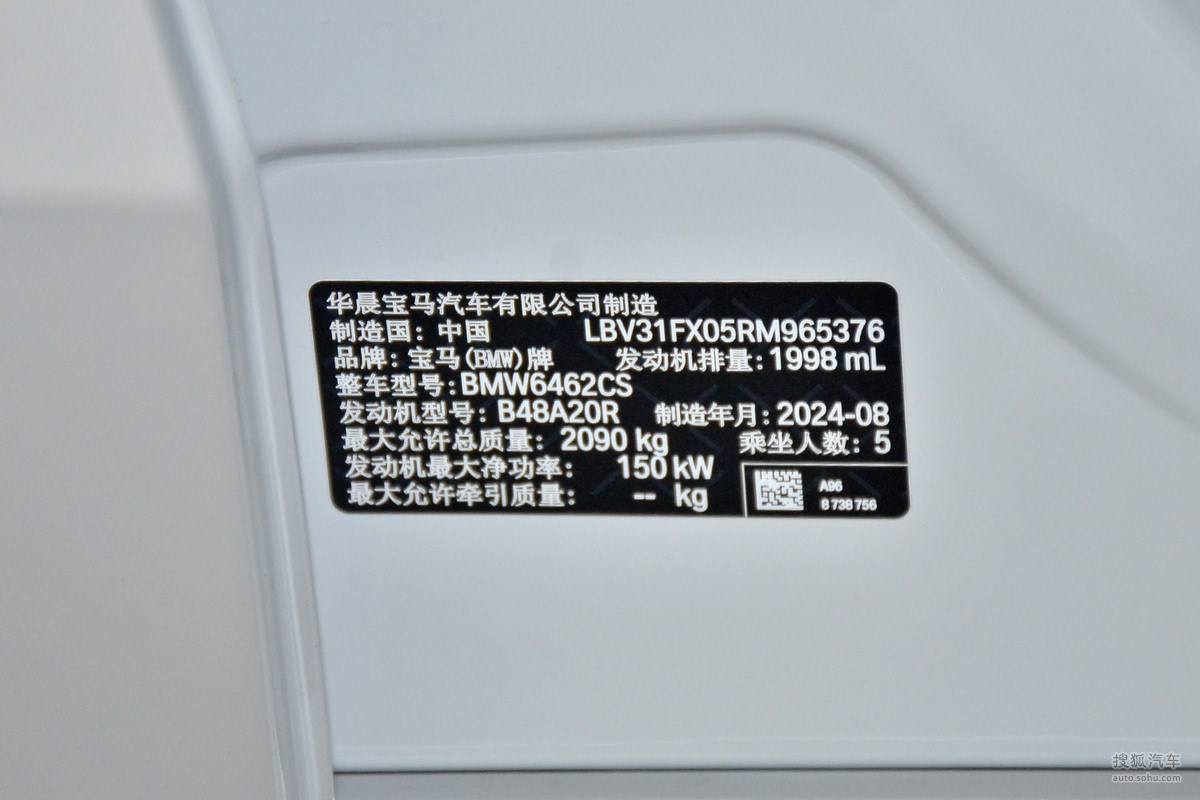 华晨宝马汽车有限公司制造
制造国: 中国 LBV31FX05RM965376
品牌: 宝马(BMW)牌 发动机排量: 1998 mL
整车型号: BMW6462CS
发动机型号: B48A20R 制造年月: 2024-08
最大允许总质量: 2090 kg 乘坐人数: 5
发动机最大净功率: 150 kW
最大允许牵引质量: -- kg
A96
8 738 756
搜狐汽车
auto.sohu.com